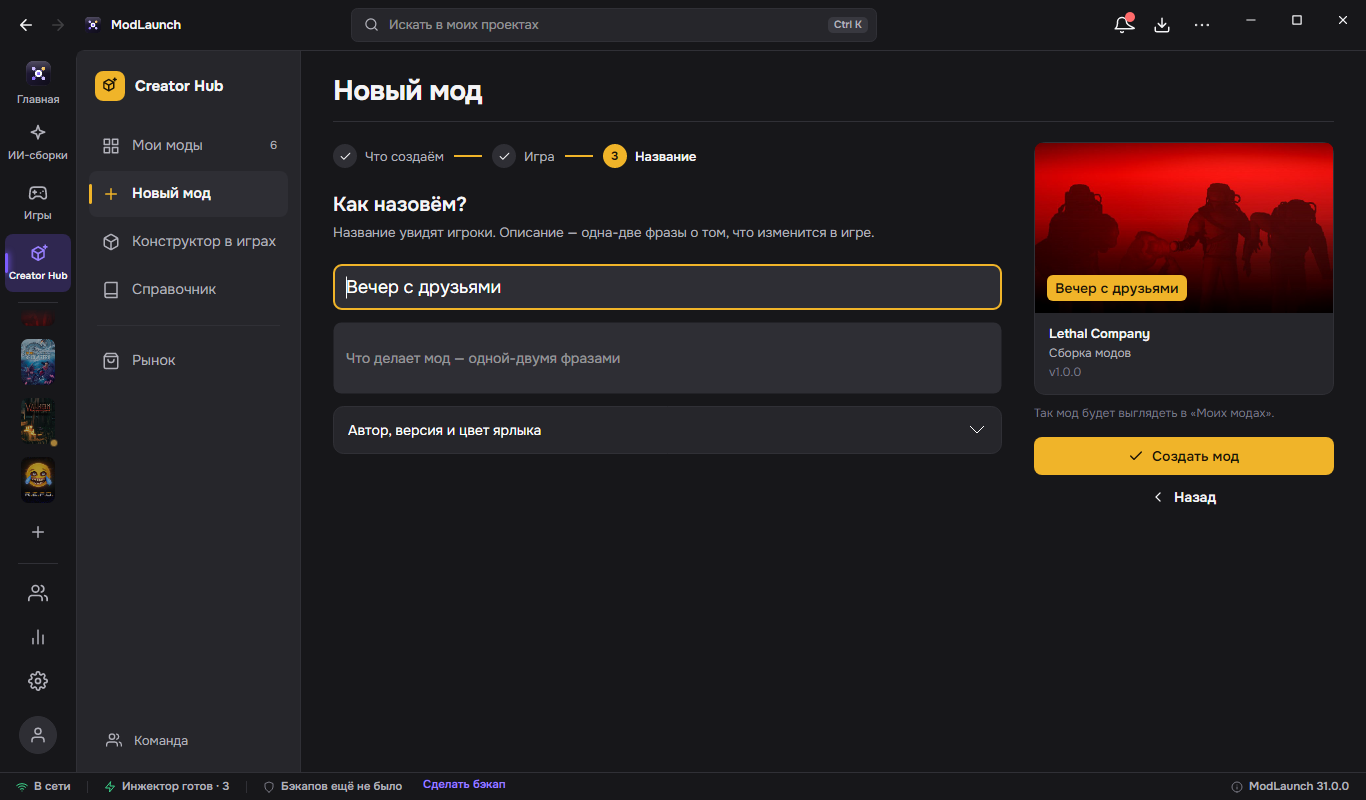 ModLaunch
Искать в моих проектах
Ctrl K
Главная
ИИ-сборки
Игры
Creator Hub
R.E.P.O.
Creator Hub
Мои моды 6
Новый мод
Конструктор в играх
Справочник
Рынок
Команда
Новый мод
Что создаём
Игра
3 Название
Как назовём?
Название увидят игроки. Описание — одна-две фразы о том, что изменится в игре.
Вечер с друзьями
Что делает мод — одной-двумя фразами
Автор, версия и цвет ярлыка
Вечер с друзьями
Lethal Company
Сборка модов
v1.0.0
Так мод будет выглядеть в «Моих модах».
Создать мод
Назад
В сети
Инжектор готов · 3
Бэкапов ещё не было
Сделать бэкап
ModLaunch 31.0.0